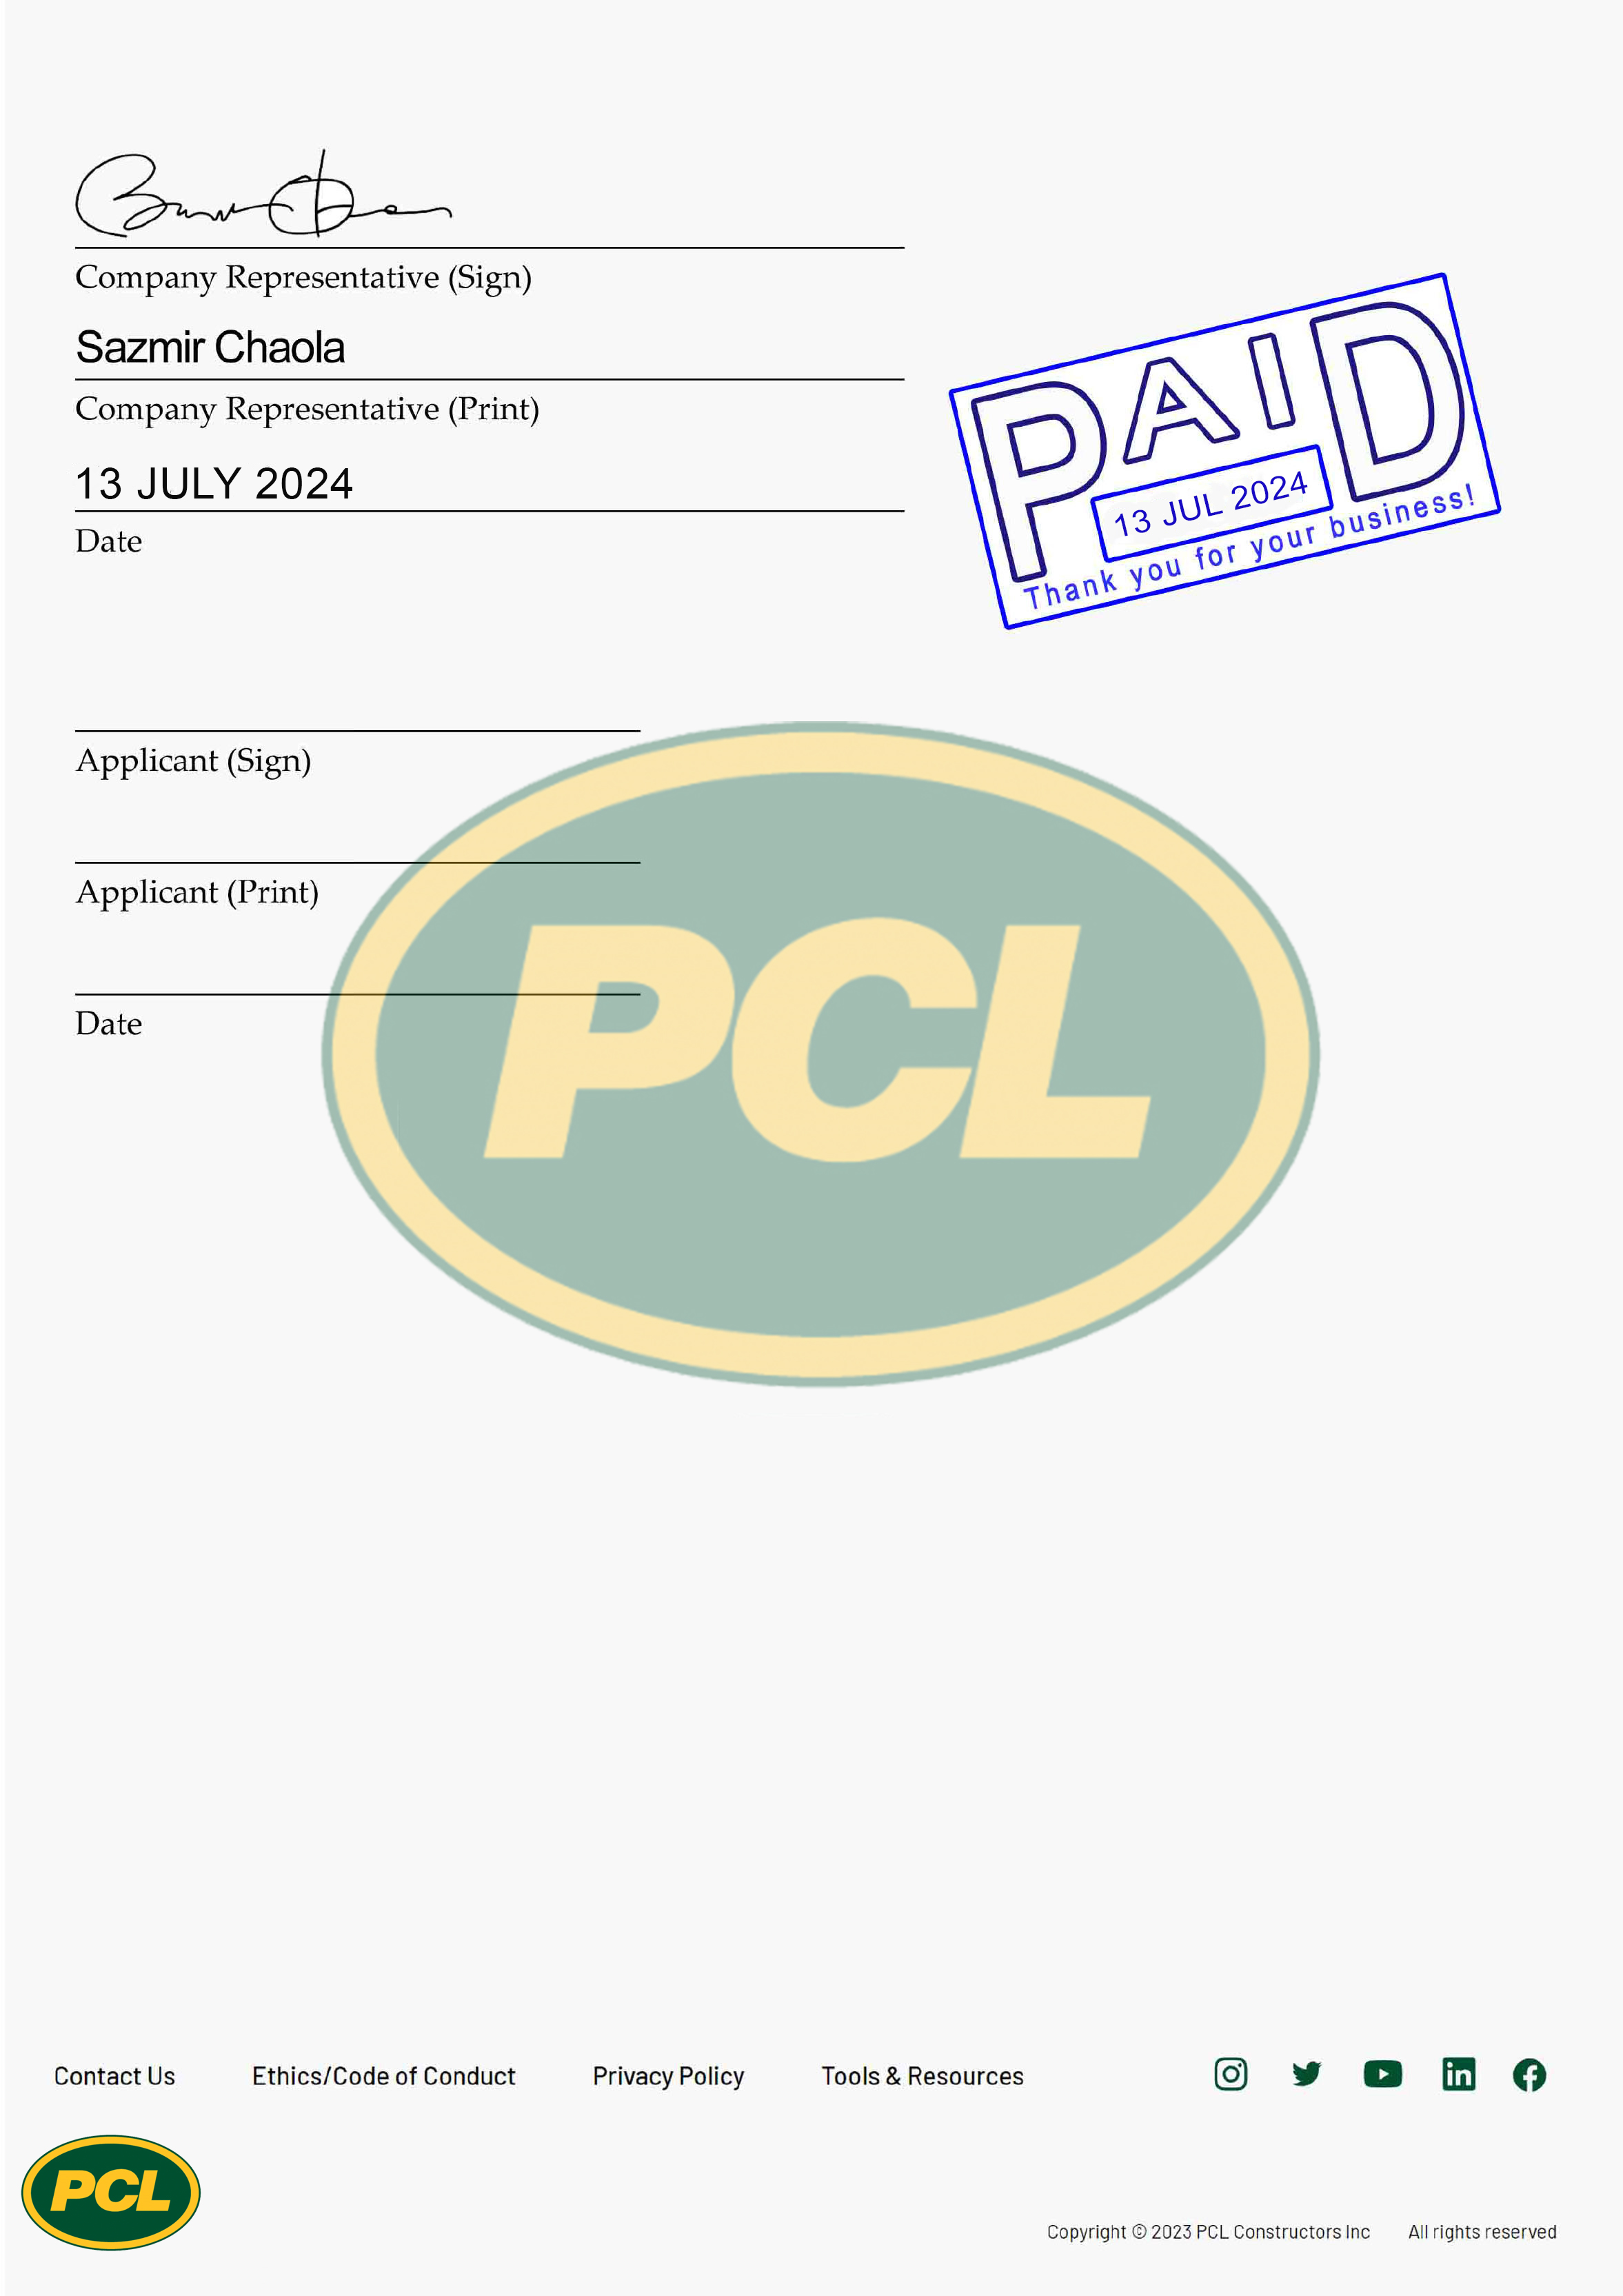 Company Representative (Sign)
Sazmir Chaola
Company Representative (Print)
13 JULY 2024
Date
PAID
13 JUL 2024
Thank you for your business!
Applicant (Sign)
Applicant (Print)
Date
PCL
Contact Us Ethics/Code of Conduct Privacy Policy Tools & Resources
PCL
Copyright © 2023 PCL Constructors Inc All rights reserved